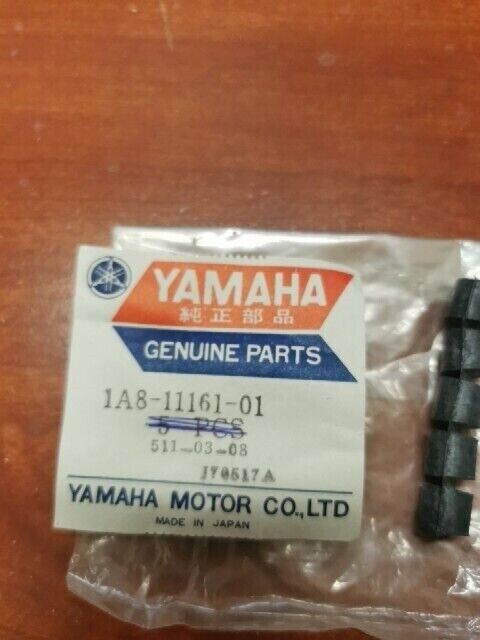 YAMAHA
純正部品
GENUINE PARTS
1A8-11161-01
5 PCS
511-03-08
J70517A
YAMAHA MOTOR CO.,LTD
MADE IN JAPAN